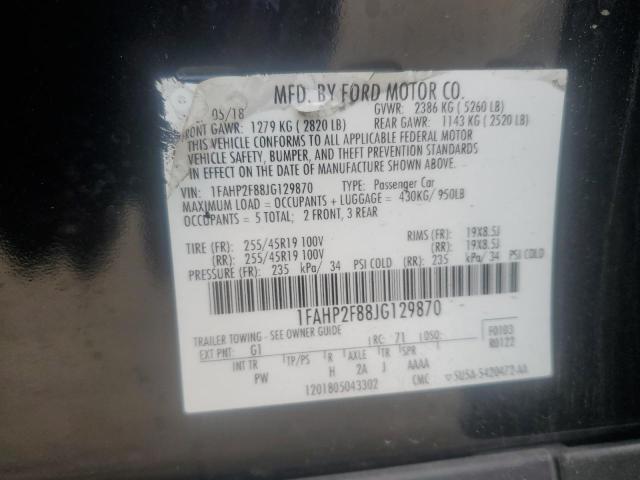 MFD. BY FORD MOTOR CO.
05/18 GVWR: 2386 KG ( 5260 LB)
FRONT GAWR: 1279 KG ( 2820 LB) REAR GAWR: 1143 KG ( 2520 LB)
THIS VEHICLE CONFORMS TO ALL APPLICABLE FEDERAL MOTOR
VEHICLE SAFETY, BUMPER, AND THEFT PREVENTION STANDARDS
IN EFFECT ON THE DATE OF MANUFACTURE SHOWN ABOVE
VIN: 1FAHP2F88JG129870 TYPE: Passenger Car
MAXIMUM LOAD = OCCUPANTS + LUGGAGE = 430KG/ 950LB
OCCUPANTS = 5 TOTAL; 2 FRONT, 3 REAR
TIRE (FR): 255/45R19 100V RIMS (FR): 19X8.5J
(RR): 255/45R19 100V (RR): 19X8.5J
PRESSURE (FR): 235 kPa/ 34 PSI COLD (RR): 235 kPa/ 34 PSI COLD
1FAHP2F88JG129870
TRAILER TOWING - SEE OWNER GUIDE
EXT PNT: G1 RC: 71 DSO: F0103
R0122
INT TR TP/PS R AXLE TR SPR
PW H 2A J AAAA
1201805043302 CMC 5U5A-5420472-AA